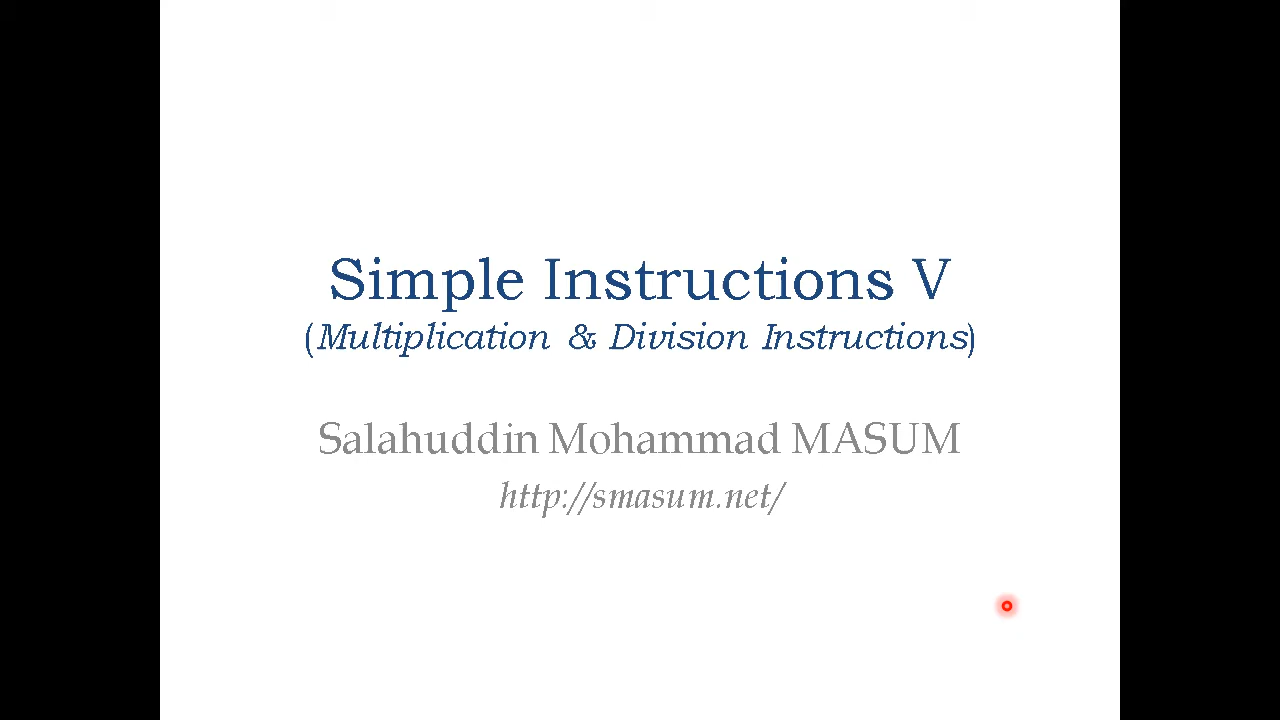 Simple Instructions V
(Multiplication & Division Instructions)
Salahuddin Mohammad MASUM
http://smasum.net/